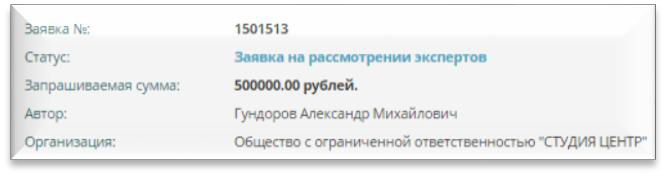 Заявка №: 1501513
Статус: Заявка на рассмотрении экспертов
Запрашиваемая сумма: 500000.00 рублей.
Автор: Гундоров Александр Михайлович
Организация: Общество с ограниченной ответственностью "СТУДИЯ ЦЕНТР"